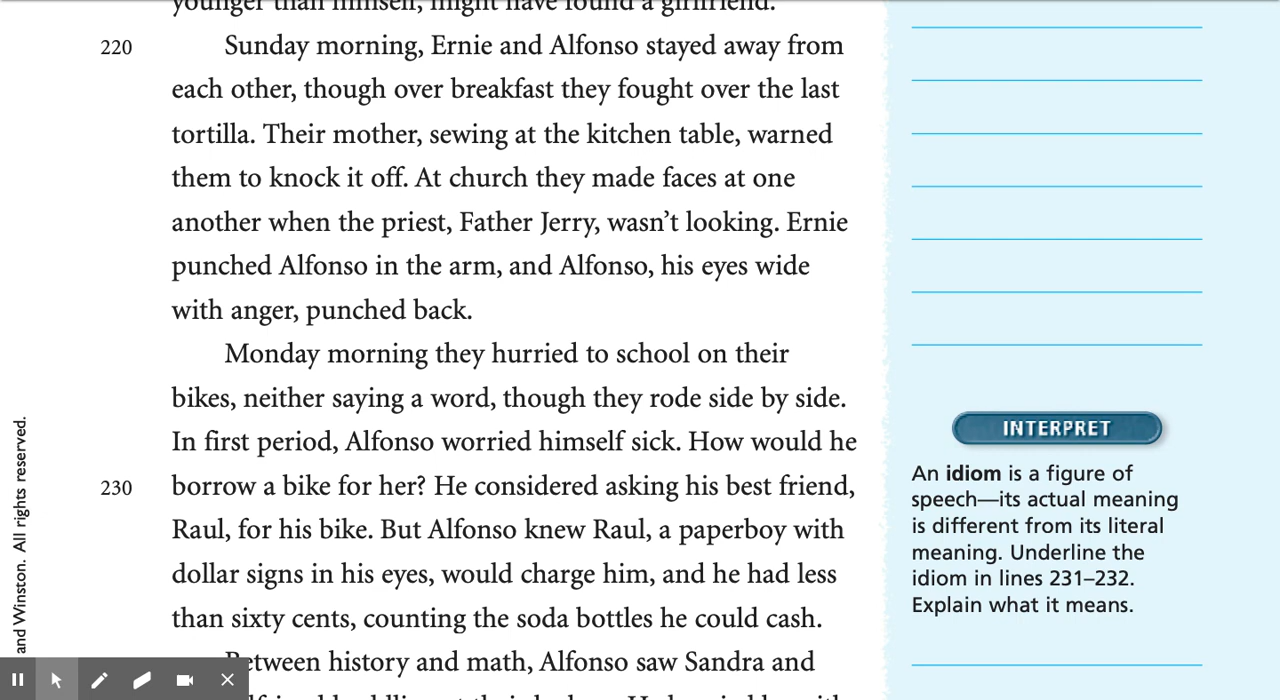 younger than himself, might have found a girlfriend.
220 Sunday morning, Ernie and Alfonso stayed away from
each other, though over breakfast they fought over the last
tortilla. Their mother, sewing at the kitchen table, warned
them to knock it off. At church they made faces at one
another when the priest, Father Jerry, wasn’t looking. Ernie
punched Alfonso in the arm, and Alfonso, his eyes wide
with anger, punched back.
Monday morning they hurried to school on their
bikes, neither saying a word, though they rode side by side.
In first period, Alfonso worried himself sick. How would he
230 borrow a bike for her? He considered asking his best friend,
Raul, for his bike. But Alfonso knew Raul, a paperboy with
dollar signs in his eyes, would charge him, and he had less
than sixty cents, counting the soda bottles he could cash.
Between history and math, Alfonso saw Sandra and
INTERPRET
An idiom is a figure of
speech—its actual meaning
is different from its literal
meaning. Underline the
idiom in lines 231–232.
Explain what it means.
and Winston. All rights reserved.